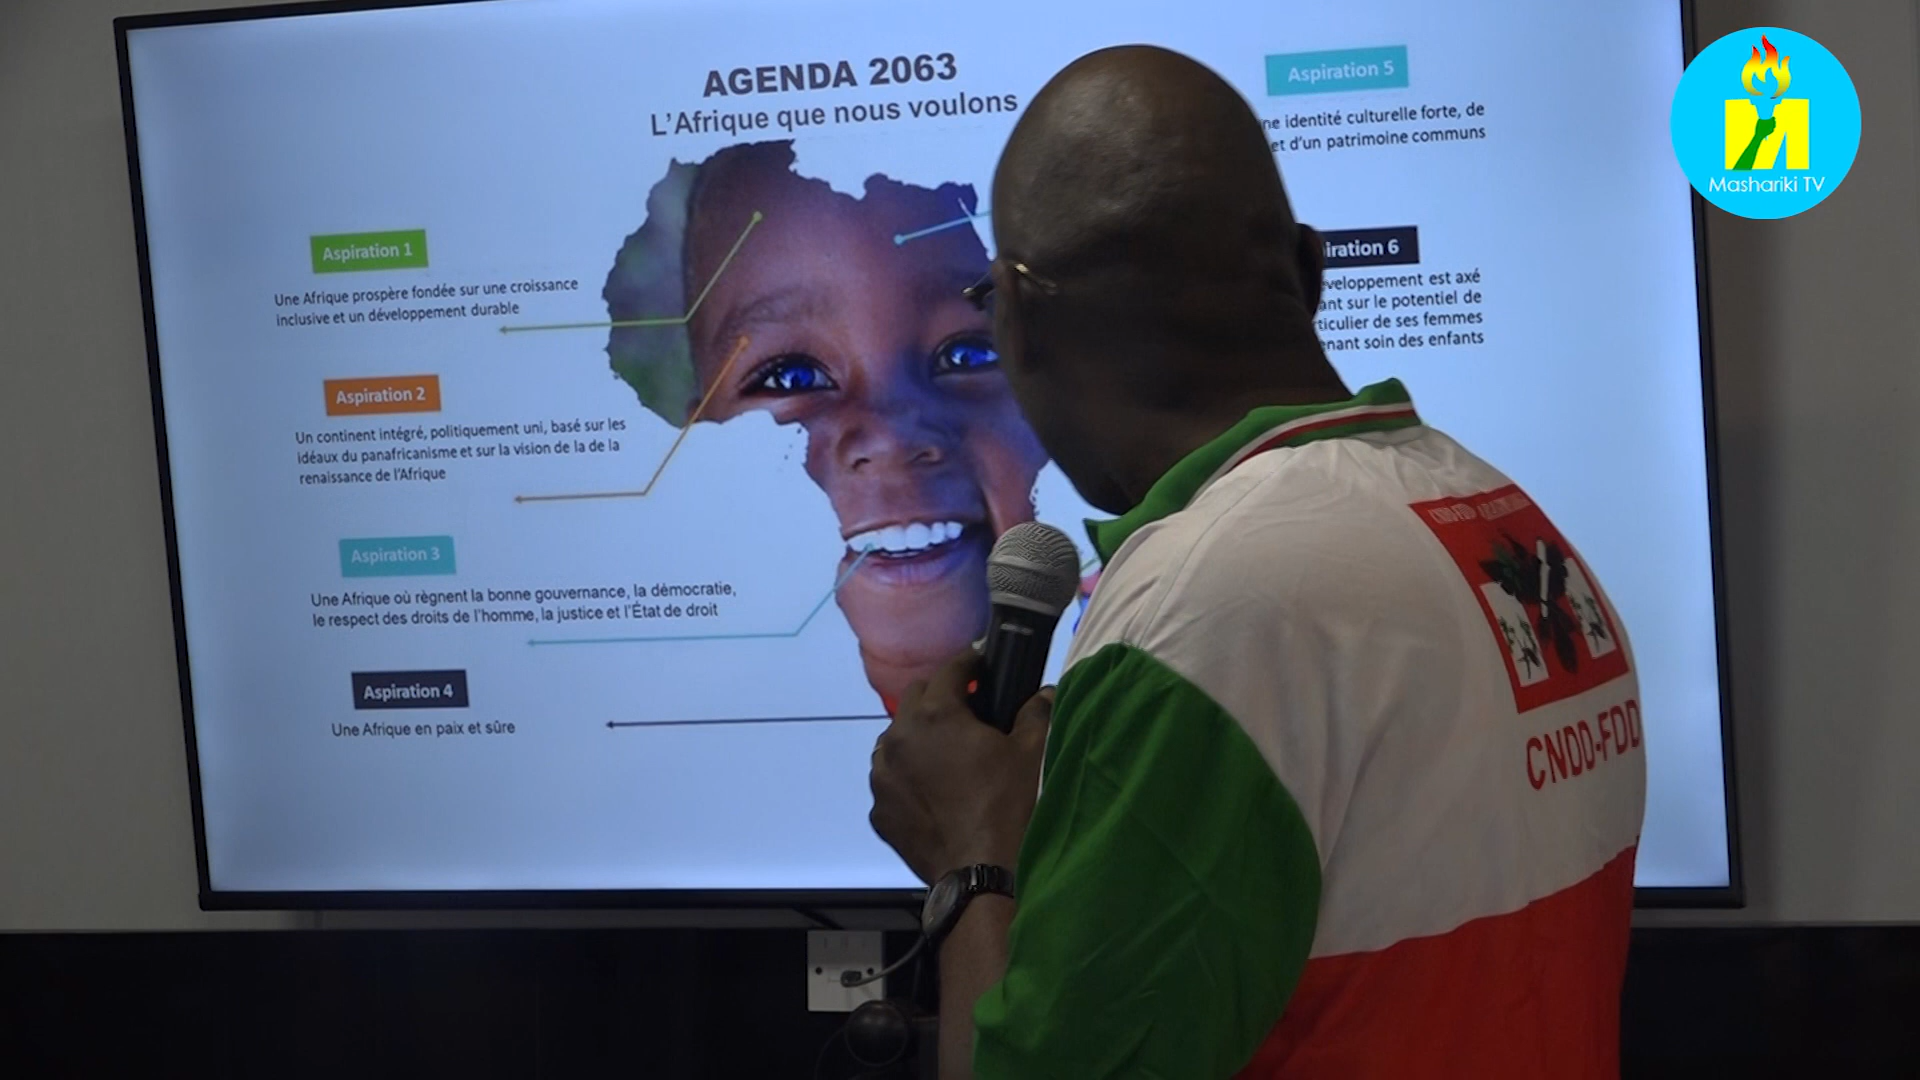 AGENDA 2063
L'Afrique que nous voulons
Aspiration 1
Une Afrique prospère fondée sur une croissance
inclusive et un développement durable
Aspiration 2
Un continent intégré, politiquement uni, basé sur les
idéaux du panafricanisme et sur la vision de la de la
renaissance de l'Afrique
Aspiration 3
Une Afrique où règnent la bonne gouvernance, la démocratie,
le respect des droits de l'homme, la justice et l'État de droit
Aspiration 4
Une Afrique en paix et sûre
Aspiration 5
ne identité culturelle forte, de
et d'un patrimoine communs
iration 6
veloppement est axé
ant sur le potentiel de
ticulier de ses femmes
enant soin des enfants
CNDD-FDD
CNDD-FDD
Mashariki TV